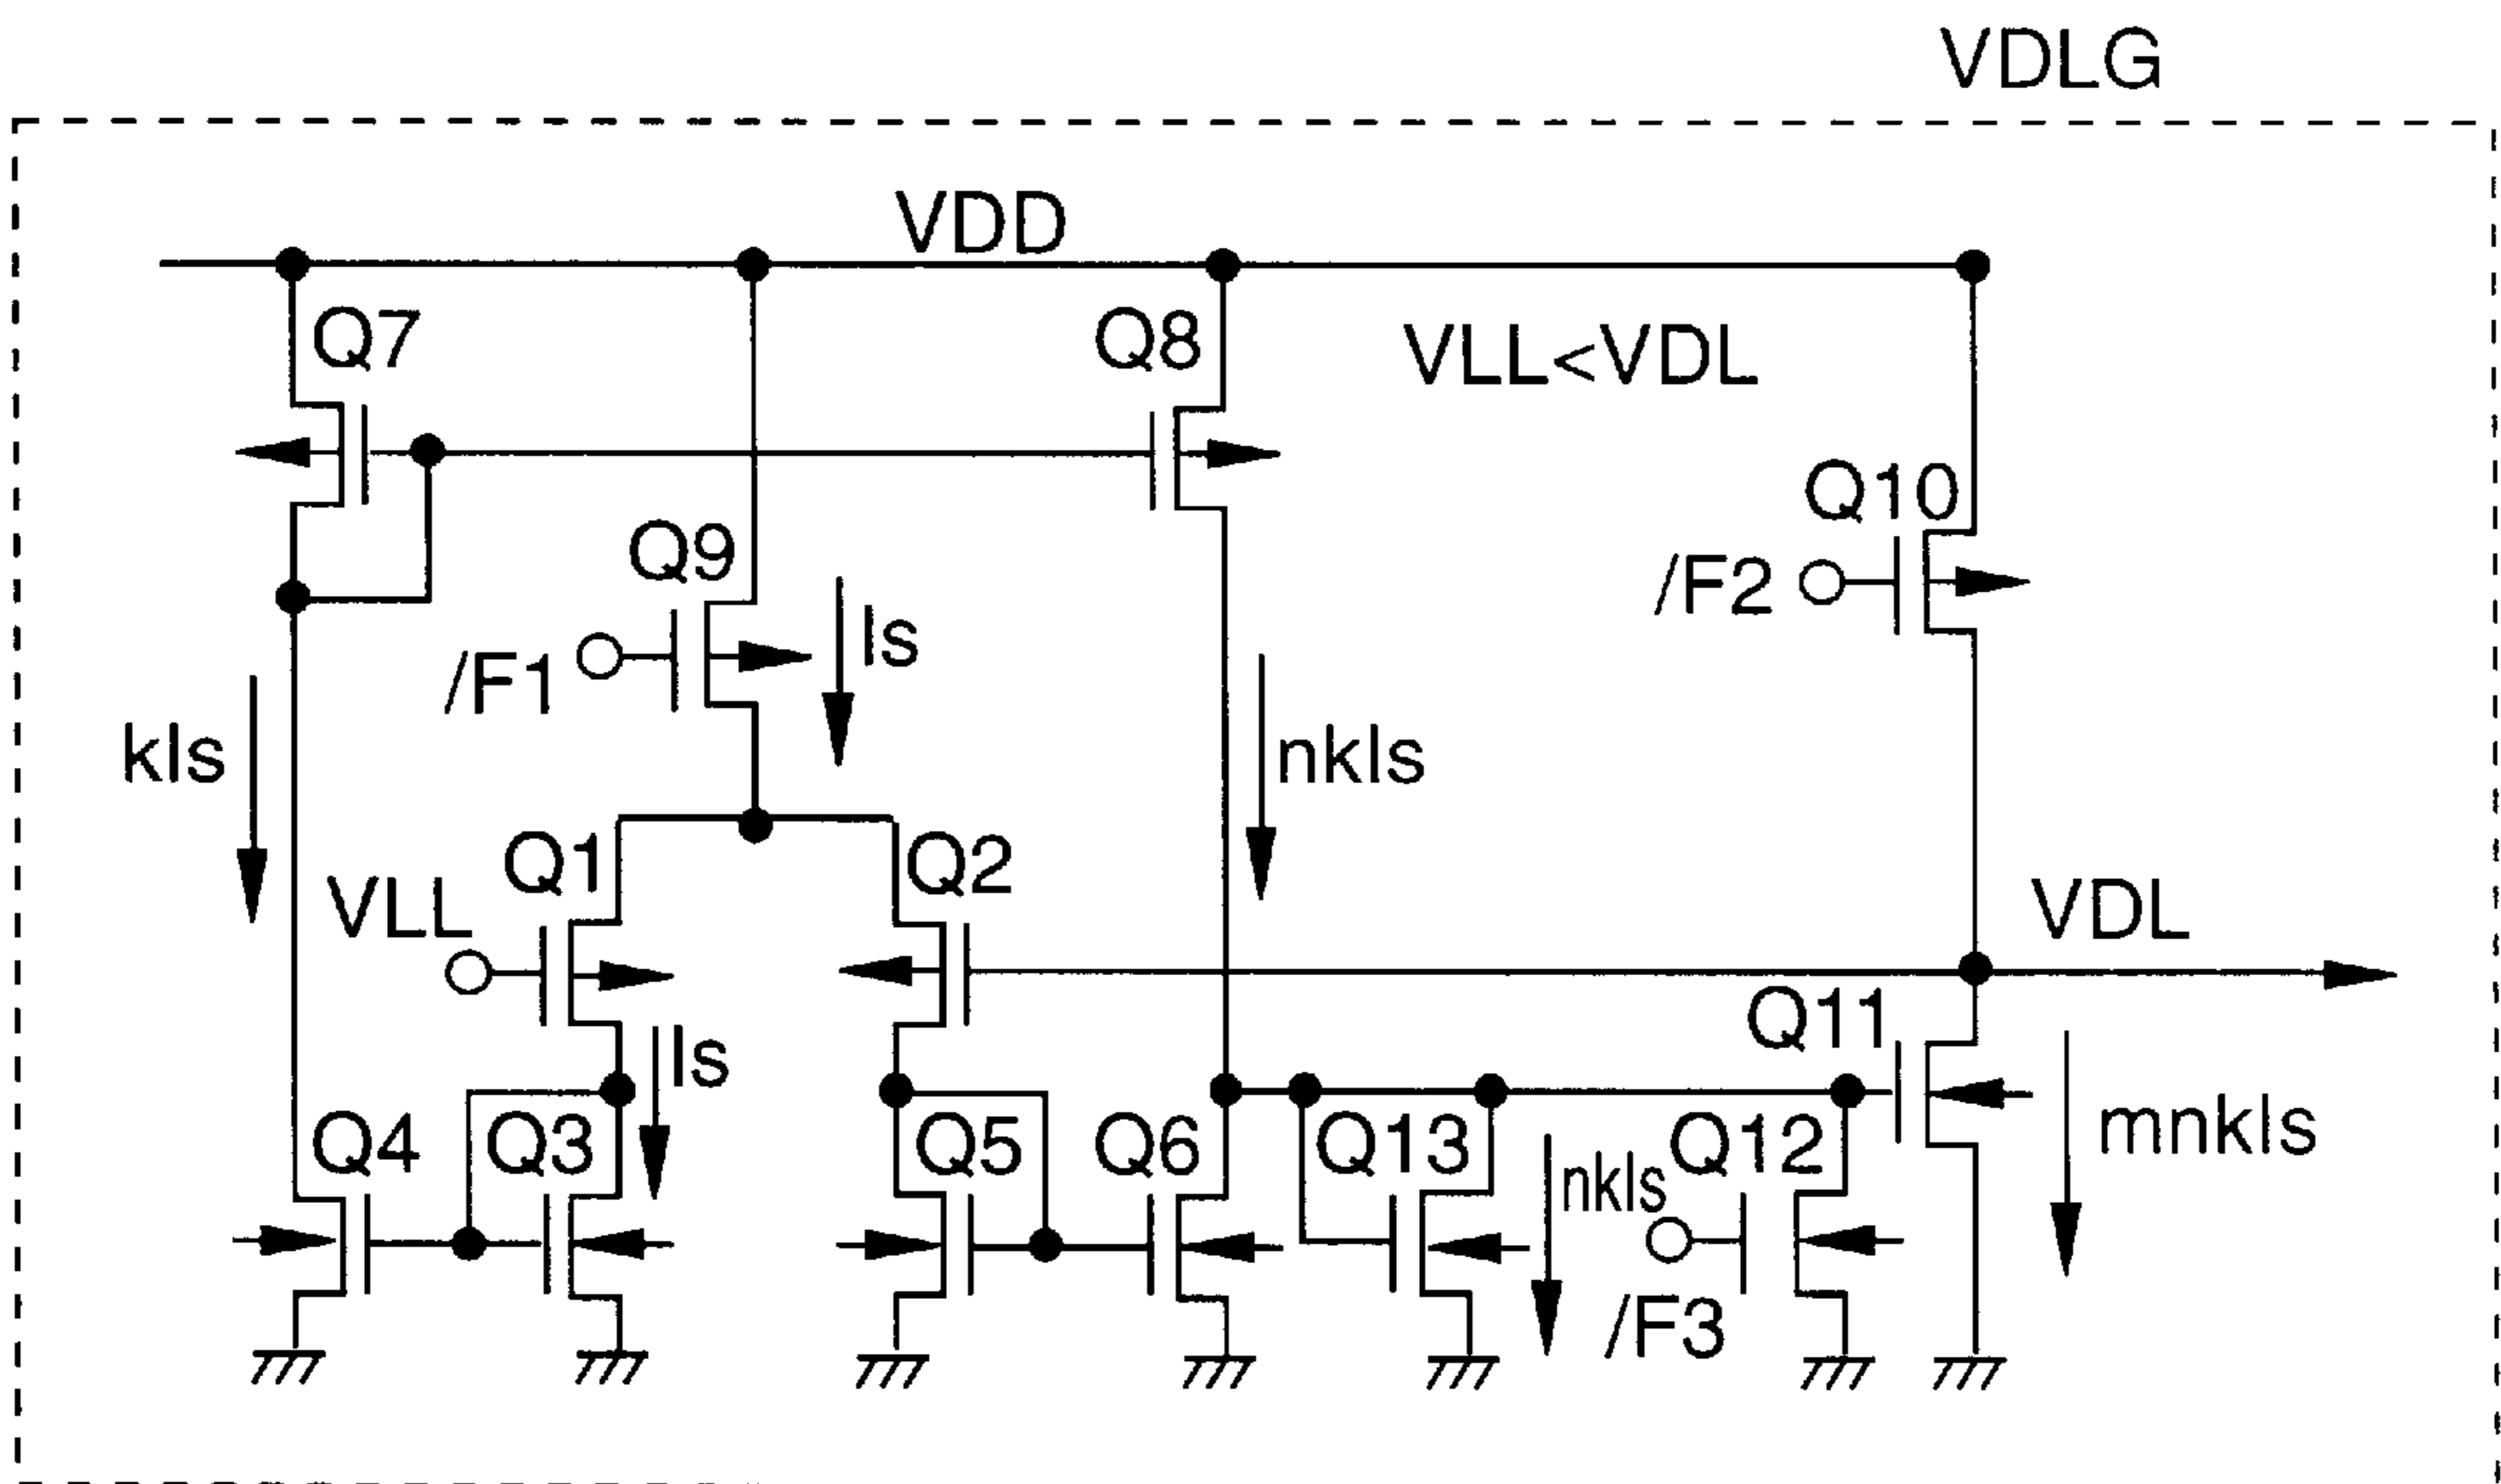 VDLG
VDD
Q7
Q8
VLL<VDL
Q10
Q9
/F2
Is
/F1
kIs
nkIs
Q1
Q2
VLL
VDL
Q11
Is
Q4
Q3
Q5
Q6
Q13
Q12
mnkIs
nkIs
/F3